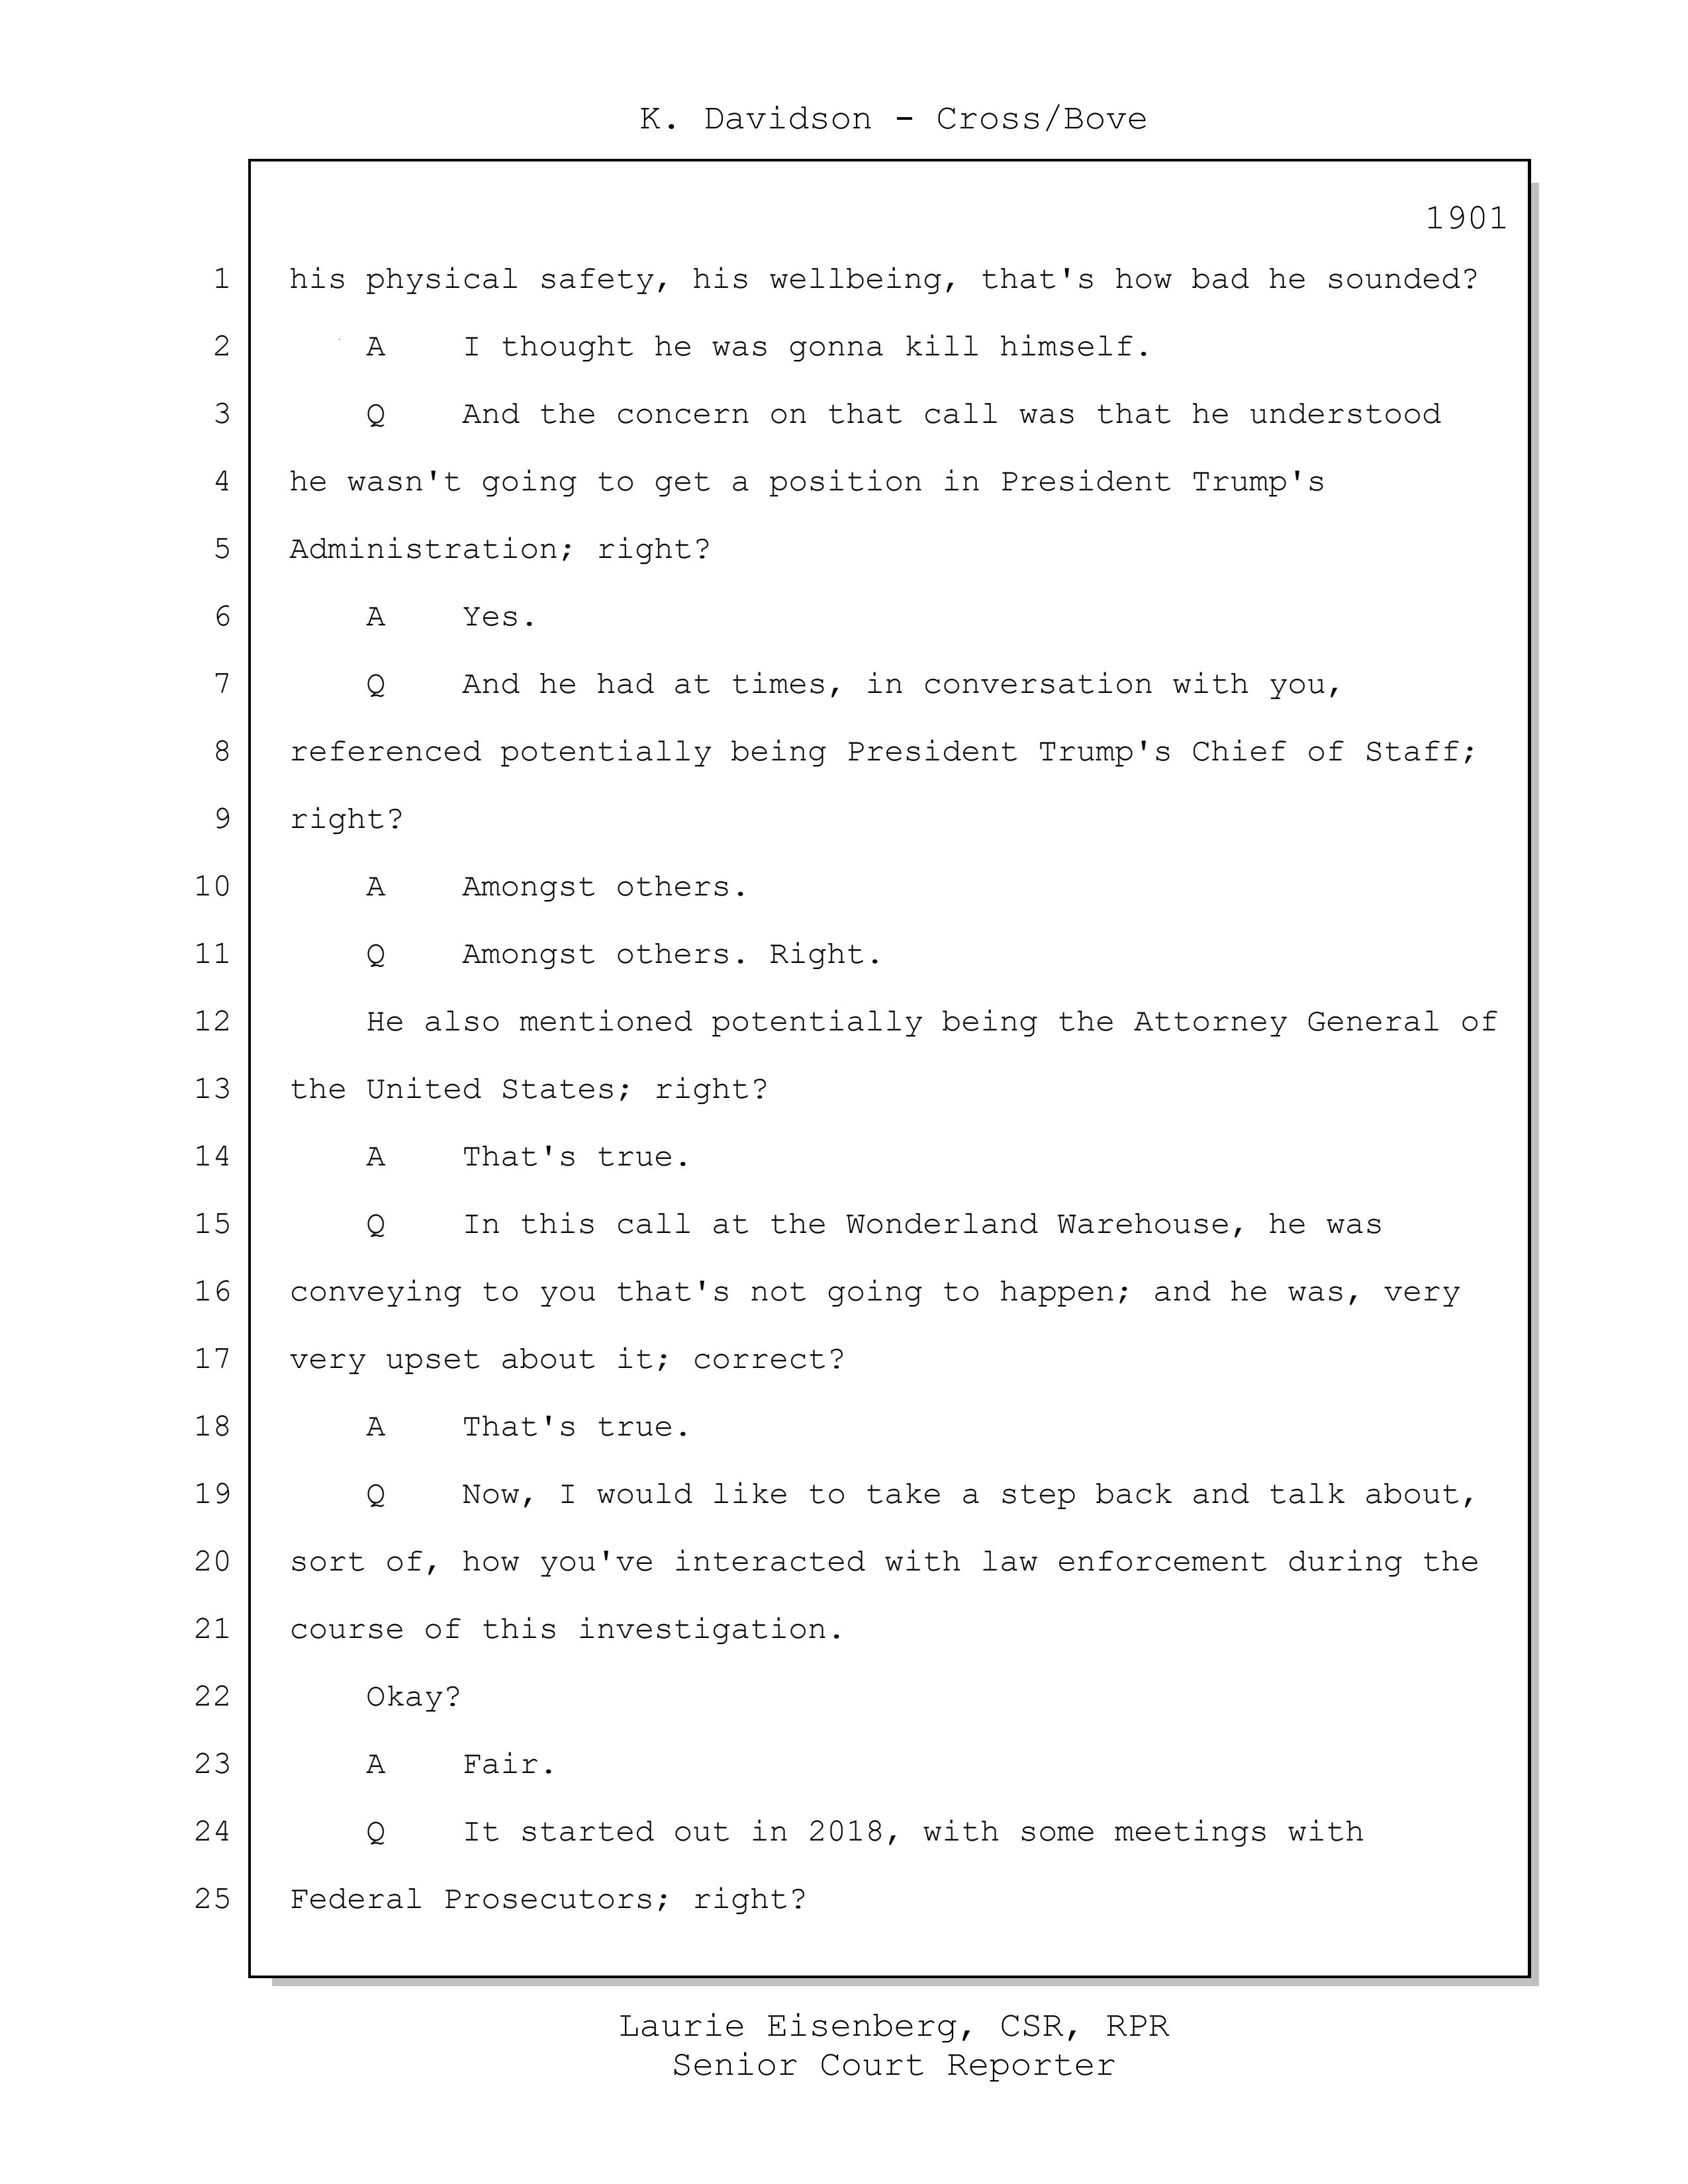 K. Davidson - Cross/Bove
1901
1 his physical safety, his wellbeing, that's how bad he sounded?
2 A I thought he was gonna kill himself.
3 Q And the concern on that call was that he understood
4 he wasn't going to get a position in President Trump's
5 Administration; right?
6 A Yes.
7 Q And he had at times, in conversation with you,
8 referenced potentially being President Trump's Chief of Staff;
9 right?
10 A Amongst others.
11 Q Amongst others. Right.
12 He also mentioned potentially being the Attorney General of
13 the United States; right?
14 A That's true.
15 Q In this call at the Wonderland Warehouse, he was
16 conveying to you that's not going to happen; and he was, very
17 very upset about it; correct?
18 A That's true.
19 Q Now, I would like to take a step back and talk about,
20 sort of, how you've interacted with law enforcement during the
21 course of this investigation.
22 Okay?
23 A Fair.
24 Q It started out in 2018, with some meetings with
25 Federal Prosecutors; right?
Laurie Eisenberg, CSR, RPR
Senior Court Reporter